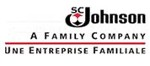 SC
Johnson
A FAMILY COMPANY
UNE ENTREPRISE FAMILIALE